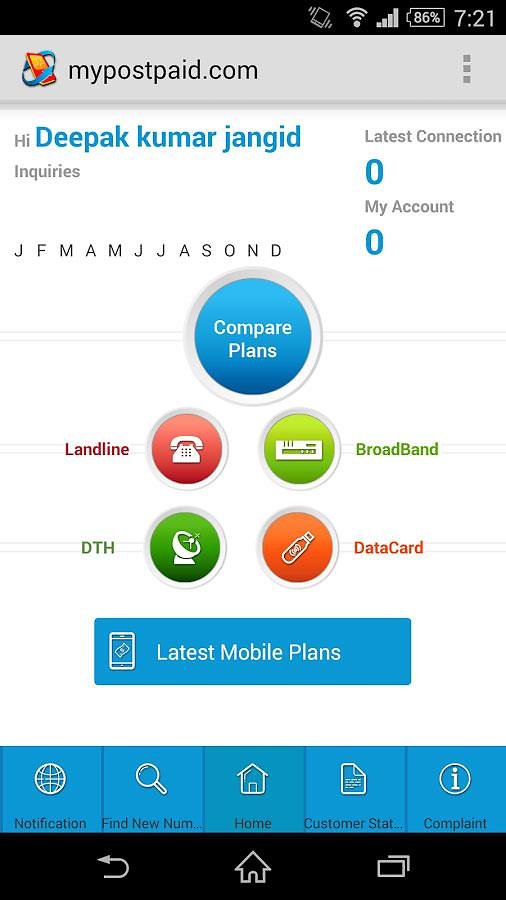 86% 7:21
mypostpaid.com
Hi Deepak kumar jangid
Latest Connection
Inquiries
0
My Account
0
J F M A M J J A S O N D
Compare
Plans
Landline
BroadBand
DTH
DataCard
Latest Mobile Plans
Notification
Find New Num...
Home
Customer Stat...
Complaint